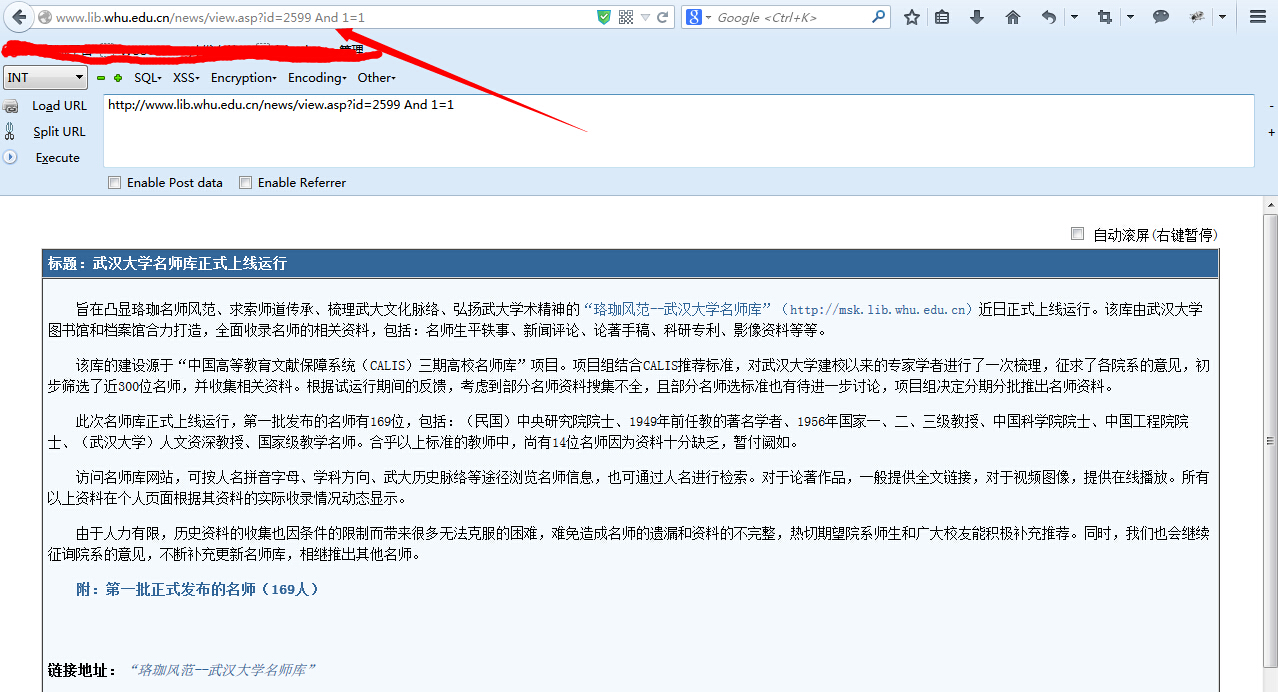 www.lib.whu.edu.cn/news/view.asp?id=2599 And 1=1
Google <Ctrl+K>
管理
INT SQL XSS Encryption Encoding Other
Load URL
http://www.lib.whu.edu.cn/news/view.asp?id=2599 And 1=1
Split URL
Execute
Enable Post data Enable Referrer
自动滚屏(右键暂停)
标题：武汉大学名师库正式上线运行
旨在凸显珞珈名师风范、求索师道传承、梳理武大文化脉络、弘扬武大学术精神的“珞珈风范--武汉大学名师库”（http://msk.lib.whu.edu.cn）近日正式上线运行。该库由武汉大学
图书馆和档案馆合力打造，全面收录名师的相关资料，包括：名师生平轶事、新闻评论、论著手稿、科研专利、影像资料等等。
该库的建设源于“中国高等教育文献保障系统（CALIS）三期高校名师库”项目。项目组结合CALIS推荐标准，对武汉大学建校以来的专家学者进行了一次梳理，征求了各院系的意见，初
步筛选了近300位名师，并收集相关资料。根据试运行期间的反馈，考虑到部分名师资料搜集不全，且部分名师选标准也有待进一步讨论，项目组决定分期分批推出名师资料。
此次名师库正式上线运行，第一批发布的名师有169位，包括：（民国）中央研究院院士、1949年前任教的著名学者、1956年国家一、二、三级教授、中国科学院院士、中国工程院院
士、（武汉大学）人文资深教授、国家级教学名师。合乎以上标准的教师中，尚有14位名师因为资料十分缺乏，暂付阙如。
访问名师库网站，可按人名拼音字母、学科方向、武大历史脉络等途径浏览名师信息，也可通过人名进行检索。对于论著作品，一般提供全文链接，对于视频图像，提供在线播放。所有
以上资料在个人页面根据其资料的实际收录情况动态显示。
由于人力有限，历史资料的收集也因条件的限制而带来很多无法克服的困难，难免造成名师的遗漏和资料的不完整，热切期望院系师生和广大校友能积极补充推荐。同时，我们也会继续
征询院系的意见，不断补充更新名师库，相继推出其他名师。
附：第一批正式发布的名师（169人）
链接地址：“珞珈风范--武汉大学名师库”